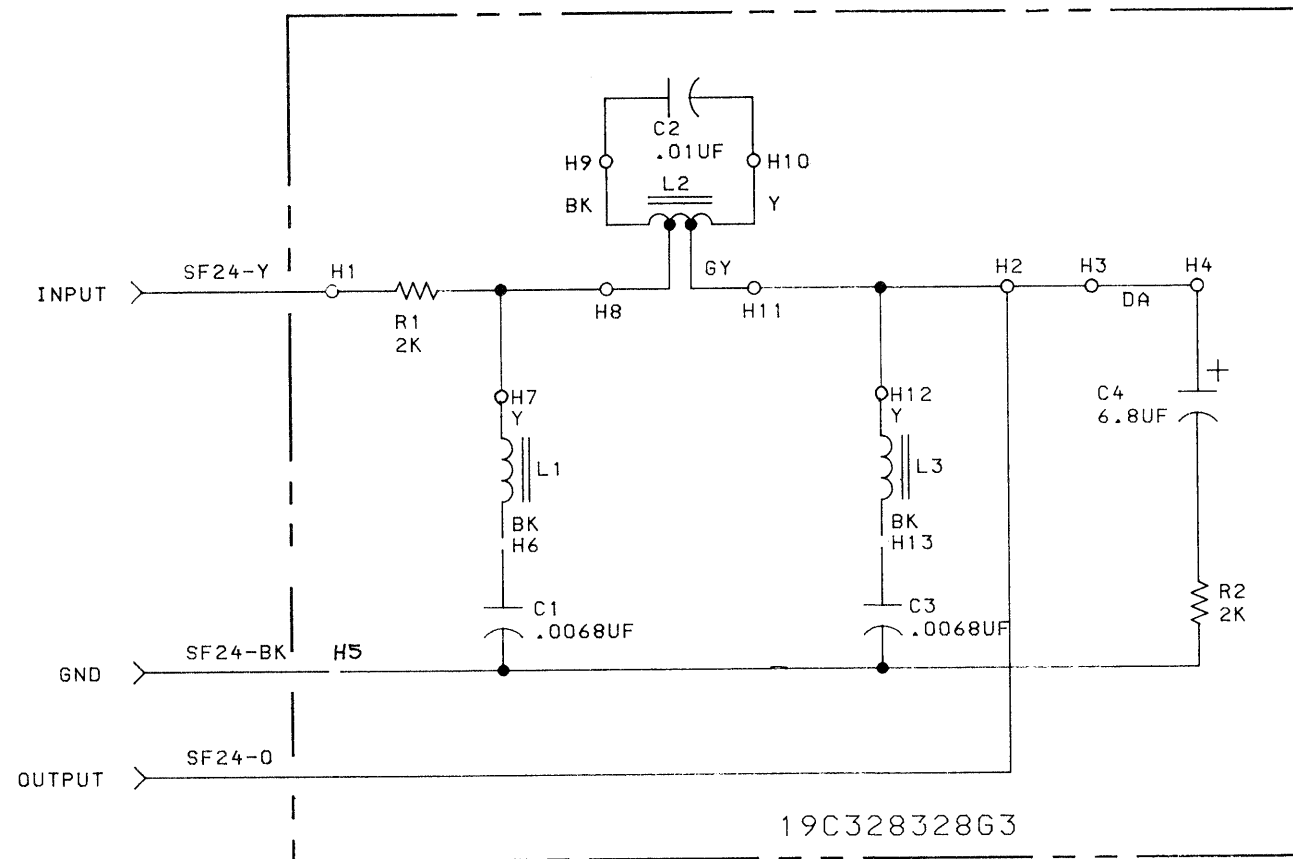 C2
.01UF
H9
H10
L2
BK
Y
SF24-Y
H1
GY
H2
H3
H4
INPUT
DA
R1
2K
H8
H11
H7
Y
H12
Y
C4
+
6.8UF
L1
L3
BK
H6
BK
H13
C1
.0068UF
C3
.0068UF
R2
2K
SF24-BK
H5
GND
SF24-O
OUTPUT
19C328328G3